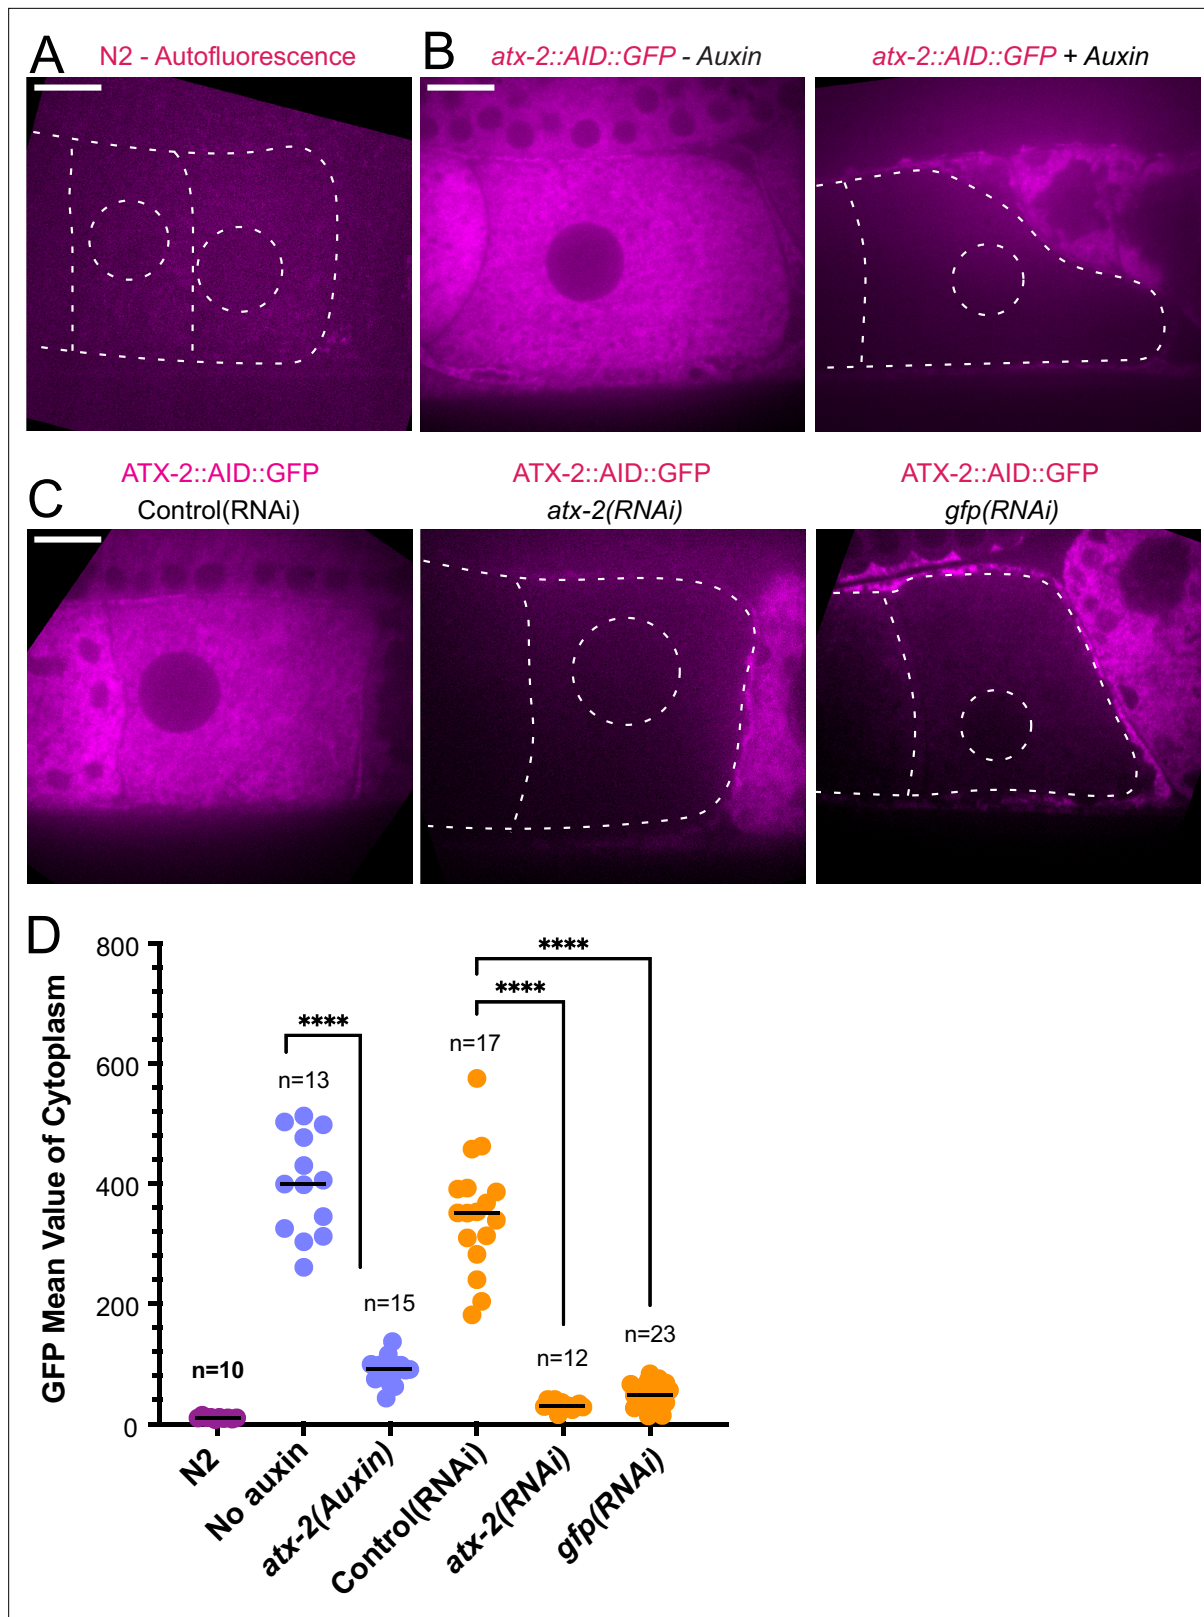 A
N2 - Autofluorescence
B
atx-2::AID::GFP - Auxin
atx-2::AID::GFP + Auxin
C
ATX-2::AID::GFP
Control(RNAi)
ATX-2::AID::GFP
atx-2(RNAi)
ATX-2::AID::GFP
gfp(RNAi)
D
GFP Mean Value of Cytoplasm
800
600
400
200
0
n=10
n=13
n=15
n=17
n=12
n=23
****
****
****
N2
No auxin
atx-2(Auxin)
Control(RNAi)
atx-2(RNAi)
gfp(RNAi)